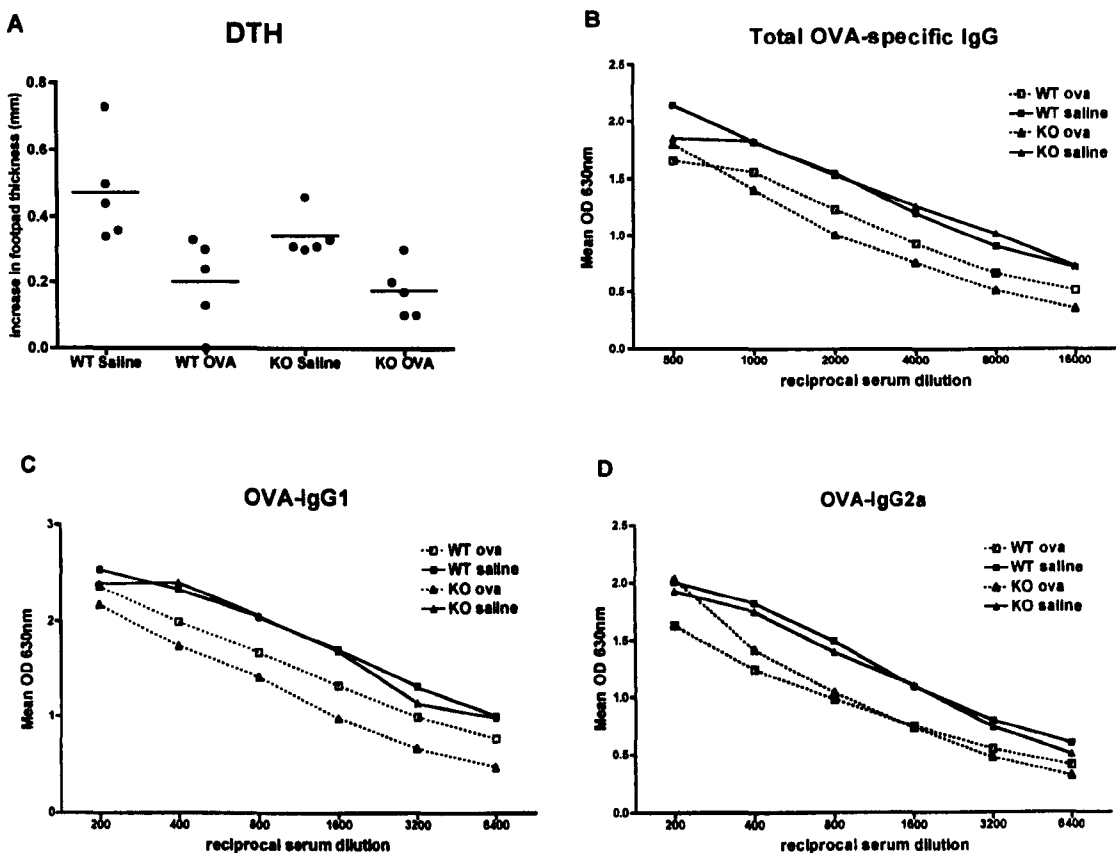 A
DTH
increase in footpad thickness (mm)
0.8
0.6
0.4
0.2
0.0
WT Saline WT OVA KO Saline KO OVA
B
Total OVA-specific IgG
Mean OD 630nm
2.5
2.0
1.5
1.0
0.5
0.0
WT ova
WT saline
KO ova
KO saline
500 1000 2000 4000 8000 16000
reciprocal serum dilution
C
OVA-IgG1
Mean OD 630nm
3
2
1
0
WT ova
WT saline
KO ova
KO saline
200 400 800 1600 3200 6400
reciprocal serum dilution
D
OVA-IgG2a
Mean OD 630nm
2.5
2.0
1.5
1.0
0.5
0.0
WT ova
WT saline
KO ova
KO saline
200 400 800 1600 3200 6400
reciprocal serum dilution